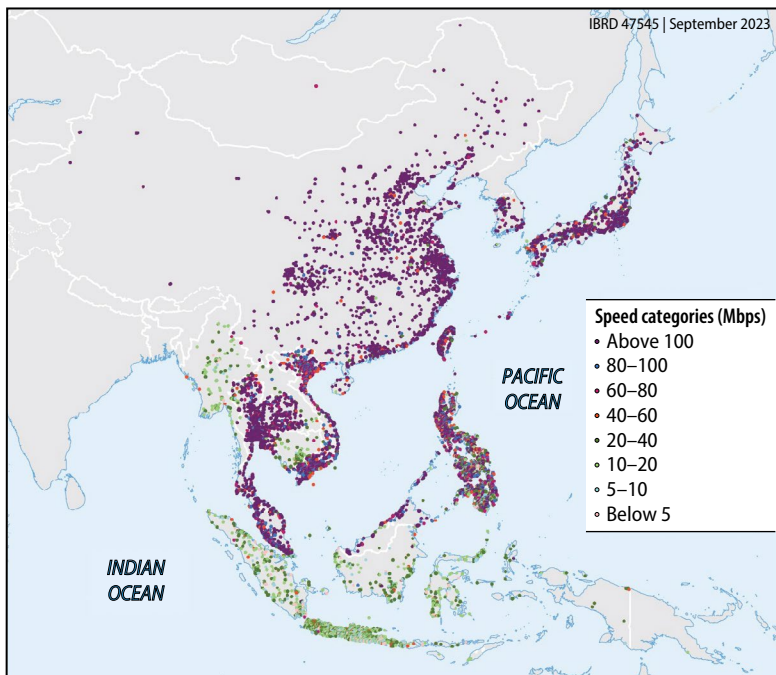 IBRD 47545 | September 2023
Speed categories (Mbps)
Above 100
80–100
60–80
40–60
20–40
10–20
5–10
Below 5
PACIFIC
OCEAN
INDIAN
OCEAN